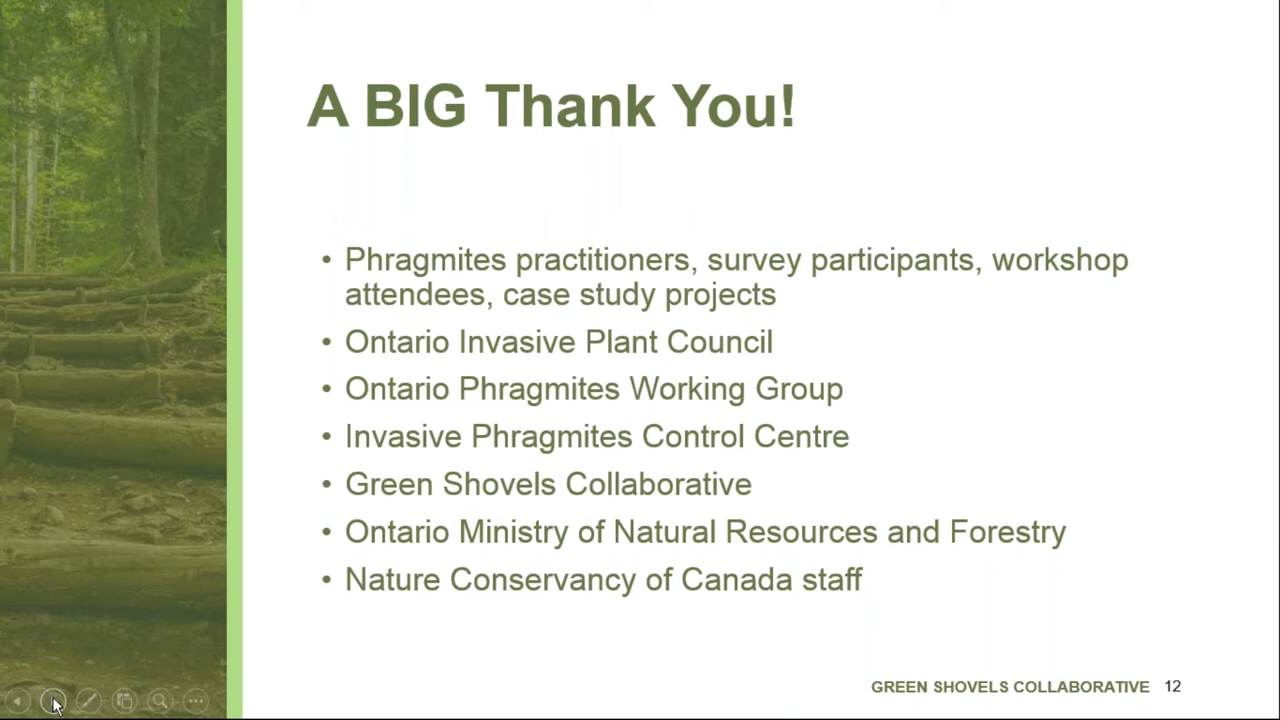 A BIG Thank You!
• Phragmites practitioners, survey participants, workshop
attendees, case study projects
• Ontario Invasive Plant Council
• Ontario Phragmites Working Group
• Invasive Phragmites Control Centre
• Green Shovels Collaborative
• Ontario Ministry of Natural Resources and Forestry
• Nature Conservancy of Canada staff
GREEN SHOVELS COLLABORATIVE 12